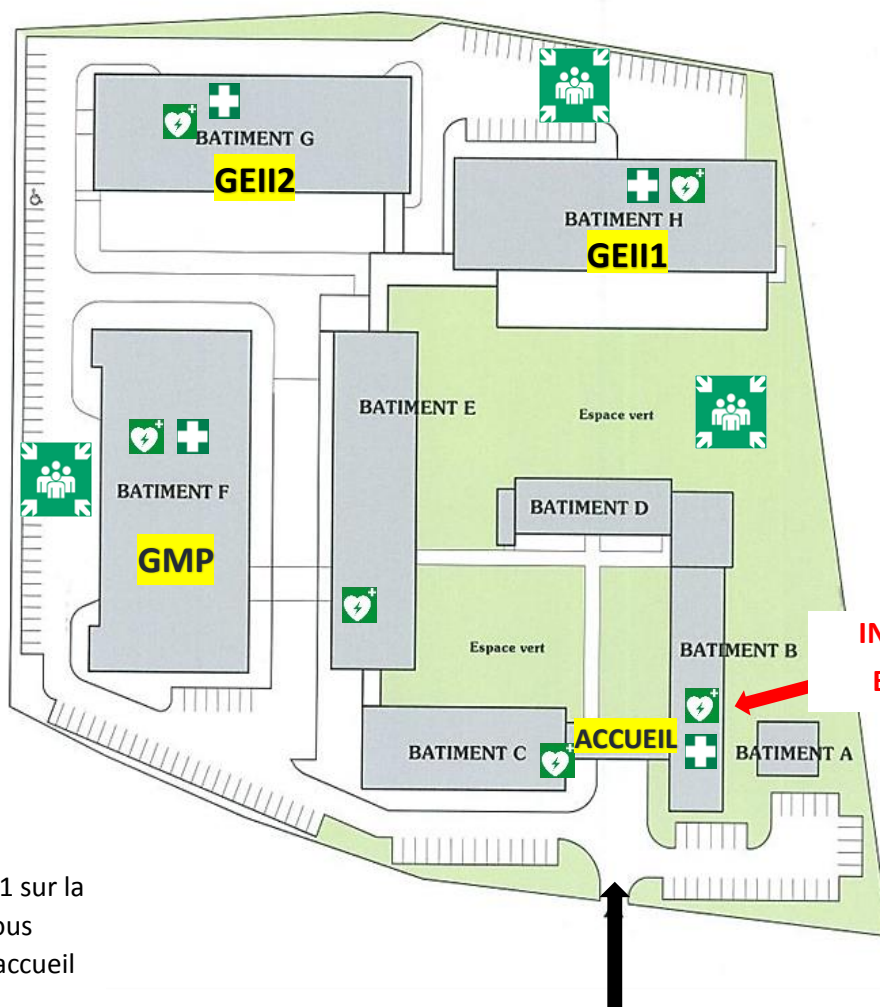 BATIMENT G
GEII2
BATIMENT H
GEII1
BATIMENT E
Espace vert
BATIMENT F
BATIMENT D
GMP
Espace vert
BATIMENT B
IN
E
ACCUEIL
BATIMENT C
BATIMENT A
1 sur la
ous
accueil